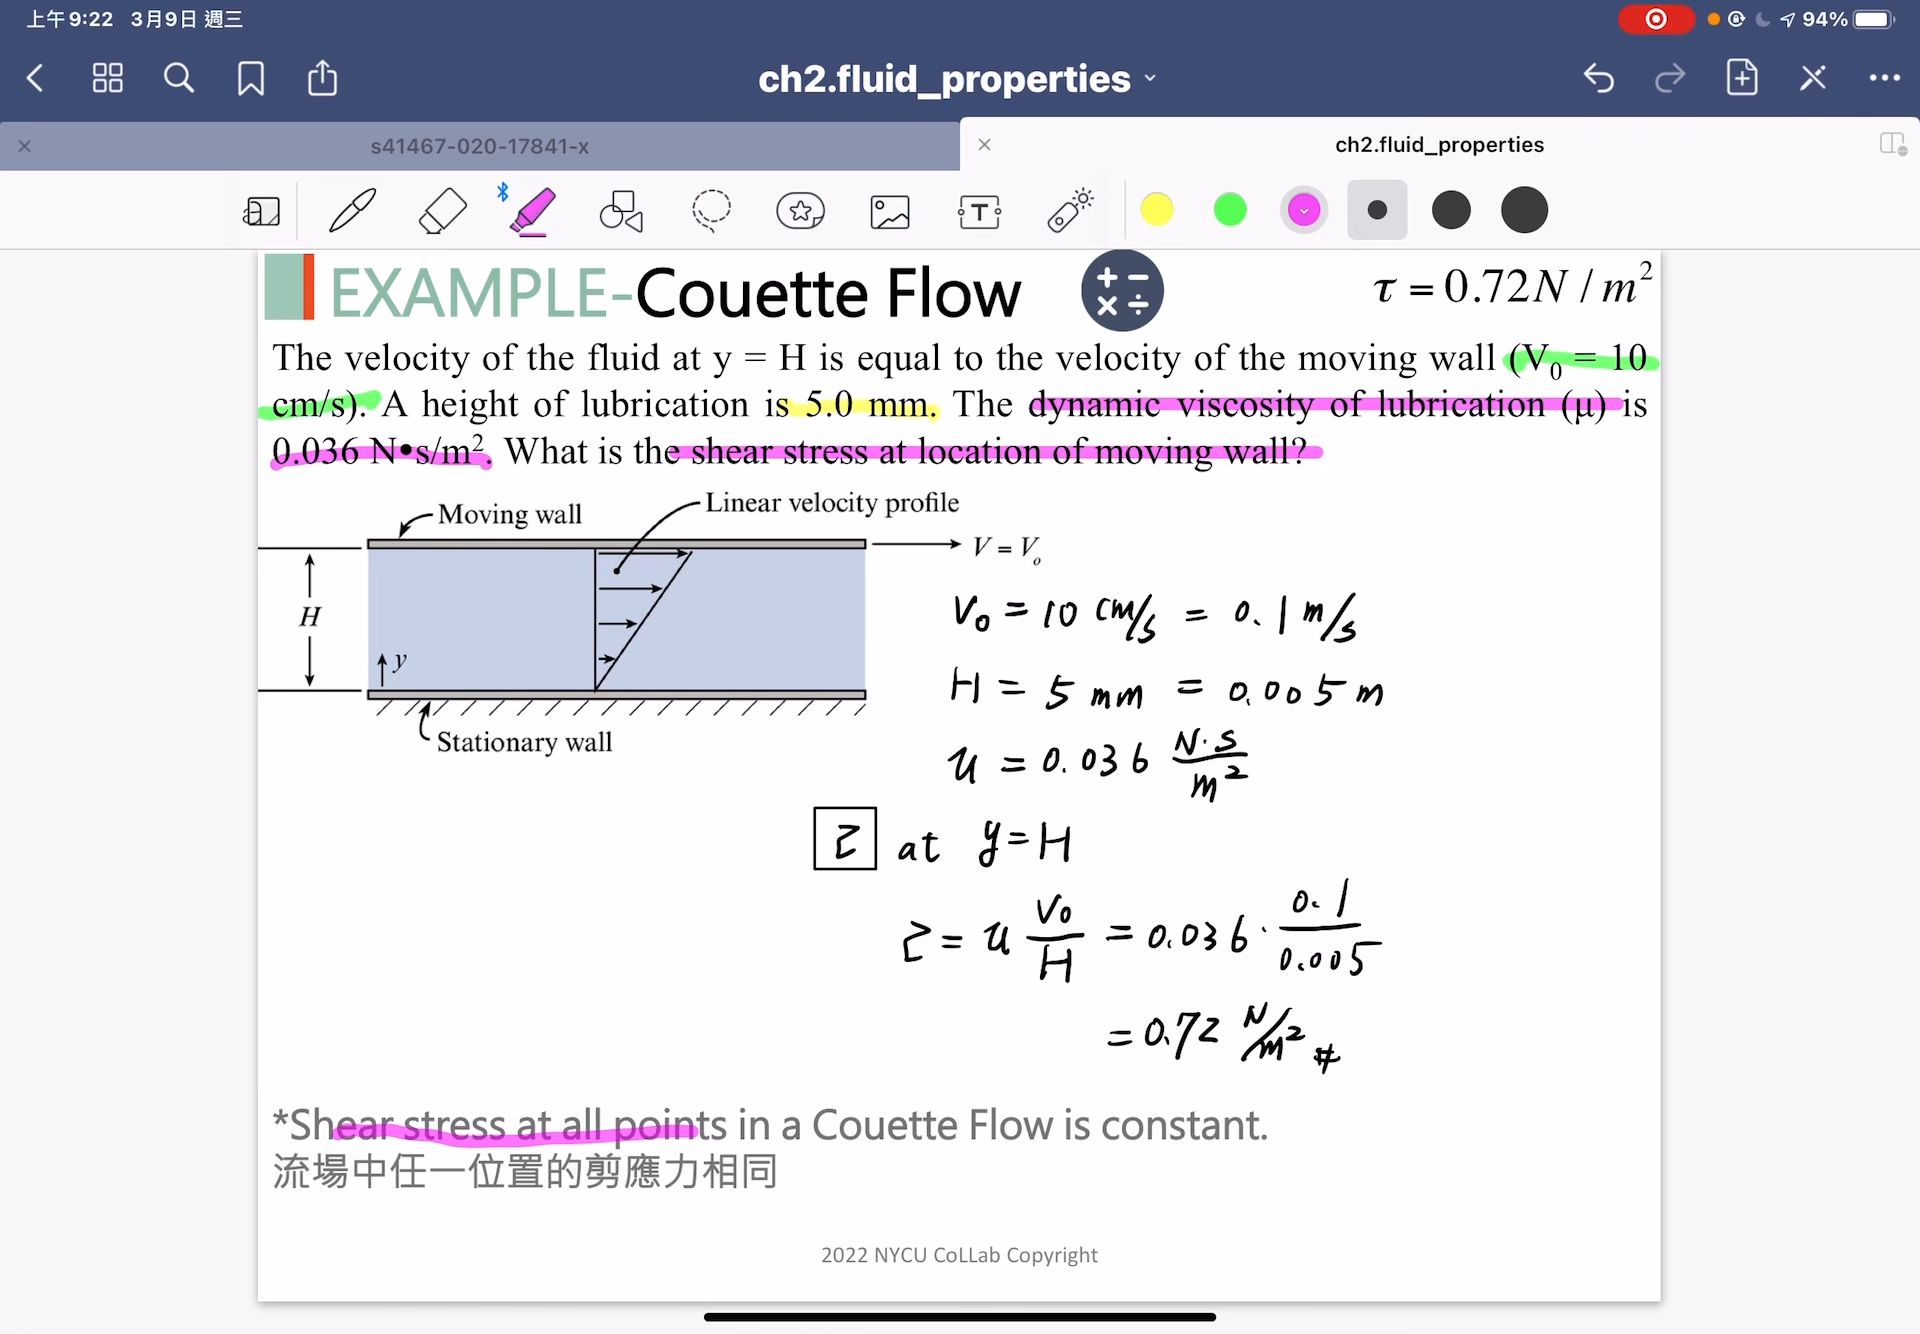 上午9:22 3月9日 週三
94%
ch2.fluid_properties
s41467-020-17841-x
ch2.fluid_properties
EXAMPLE-Couette Flow
τ = 0.72N / m²
The velocity of the fluid at y = H is equal to the velocity of the moving wall (V₀ = 10
cm/s). A height of lubrication is 5.0 mm. The dynamic viscosity of lubrication (μ) is
0.036 N•s/m². What is the shear stress at location of moving wall?
Linear velocity profile
Moving wall
V = Vₒ
H
y
Stationary wall
V₀ = 10 cm/s = 0.1 m/s
H = 5 mm = 0.005 m
u = 0.036 N·s/m²
τ at y=H
τ = u V₀/H = 0.036 · 0.1/0.005
= 0.72 N/m² #
*Shear stress at all points in a Couette Flow is constant.
流場中任一位置的剪應力相同
2022 NYCU CoLLab Copyright